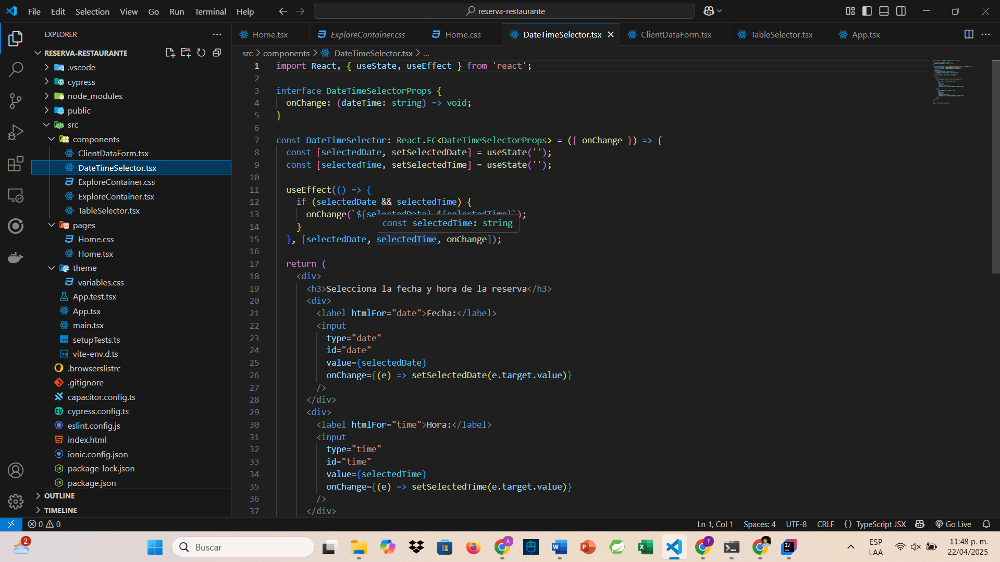 File Edit Selection View Go Run Terminal Help
reserva-restaurante
EXPLORER
RESERVA-RESTAURANTE
.vscode
cypress
node_modules
public
src
components
ClientDataForm.tsx
DateTimeSelector.tsx
ExploreContainer.css
ExploreContainer.tsx
TableSelector.tsx
pages
Home.css
Home.tsx
theme
variables.css
App.test.tsx
App.tsx
main.tsx
setupTests.ts
vite-env.d.ts
.browserslistrc
.gitignore
capacitor.config.ts
cypress.config.ts
eslint.config.js
index.html
ionic.config.json
package-lock.json
package.json
OUTLINE
TIMELINE
Home.tsx ExploreContainer.css Home.css DateTimeSelector.tsx ClientDataForm.tsx TableSelector.tsx App.tsx
src > components > DateTimeSelector.tsx > ...
1 import React, { useState, useEffect } from 'react';
2
3 interface DateTimeSelectorProps {
4 onChange: (dateTime: string) => void;
5 }
6
7 const DateTimeSelector: React.FC<DateTimeSelectorProps> = ({ onChange }) => {
8 const [selectedDate, setSelectedDate] = useState('');
9 const [selectedTime, setSelectedTime] = useState('');
10
11 useEffect(() => {
12 if (selectedDate && selectedTime) {
13 onChange(`${selectedDate} ${selectedTime}`);
const selectedTime: string
14 }
15 }, [selectedDate, selectedTime, onChange]);
16
17 return (
18 <div>
19 <h3>Selecciona la fecha y hora de la reserva</h3>
20 <div>
21 <label htmlFor="date">Fecha:</label>
22 <input
23 type="date"
24 id="date"
25 value={selectedDate}
26 onChange={(e) => setSelectedDate(e.target.value)}
27 />
28 </div>
29 <div>
30 <label htmlFor="time">Hora:</label>
31 <input
32 type="time"
33 id="time"
34 value={selectedTime}
35 onChange={(e) => setSelectedTime(e.target.value)}
36 />
37 </div>
0 0
Ln 1, Col 1 Spaces: 4 UTF-8 CRLF {} TypeScript JSX Go Live
2
Buscar
ESP
LAA
11:48 p. m.
22/04/2025